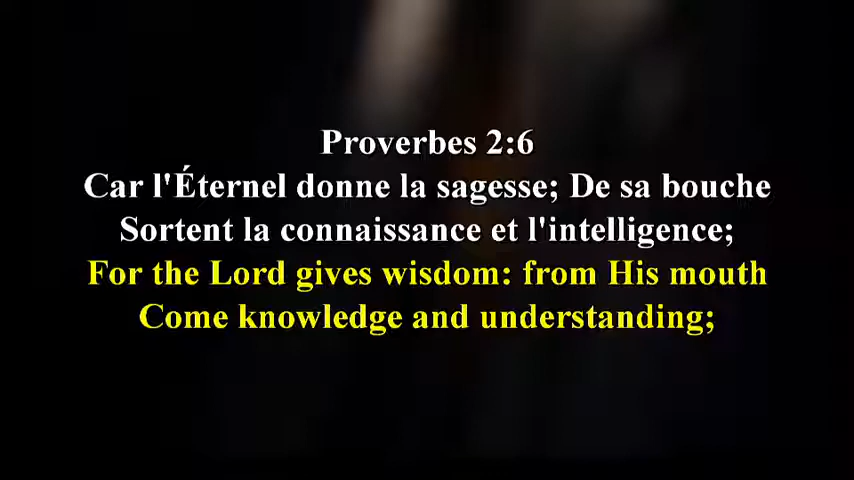 Proverbes 2:6
Car l'Éternel donne la sagesse; De sa bouche
Sortent la connaissance et l'intelligence;
For the Lord gives wisdom: from His mouth
Come knowledge and understanding;